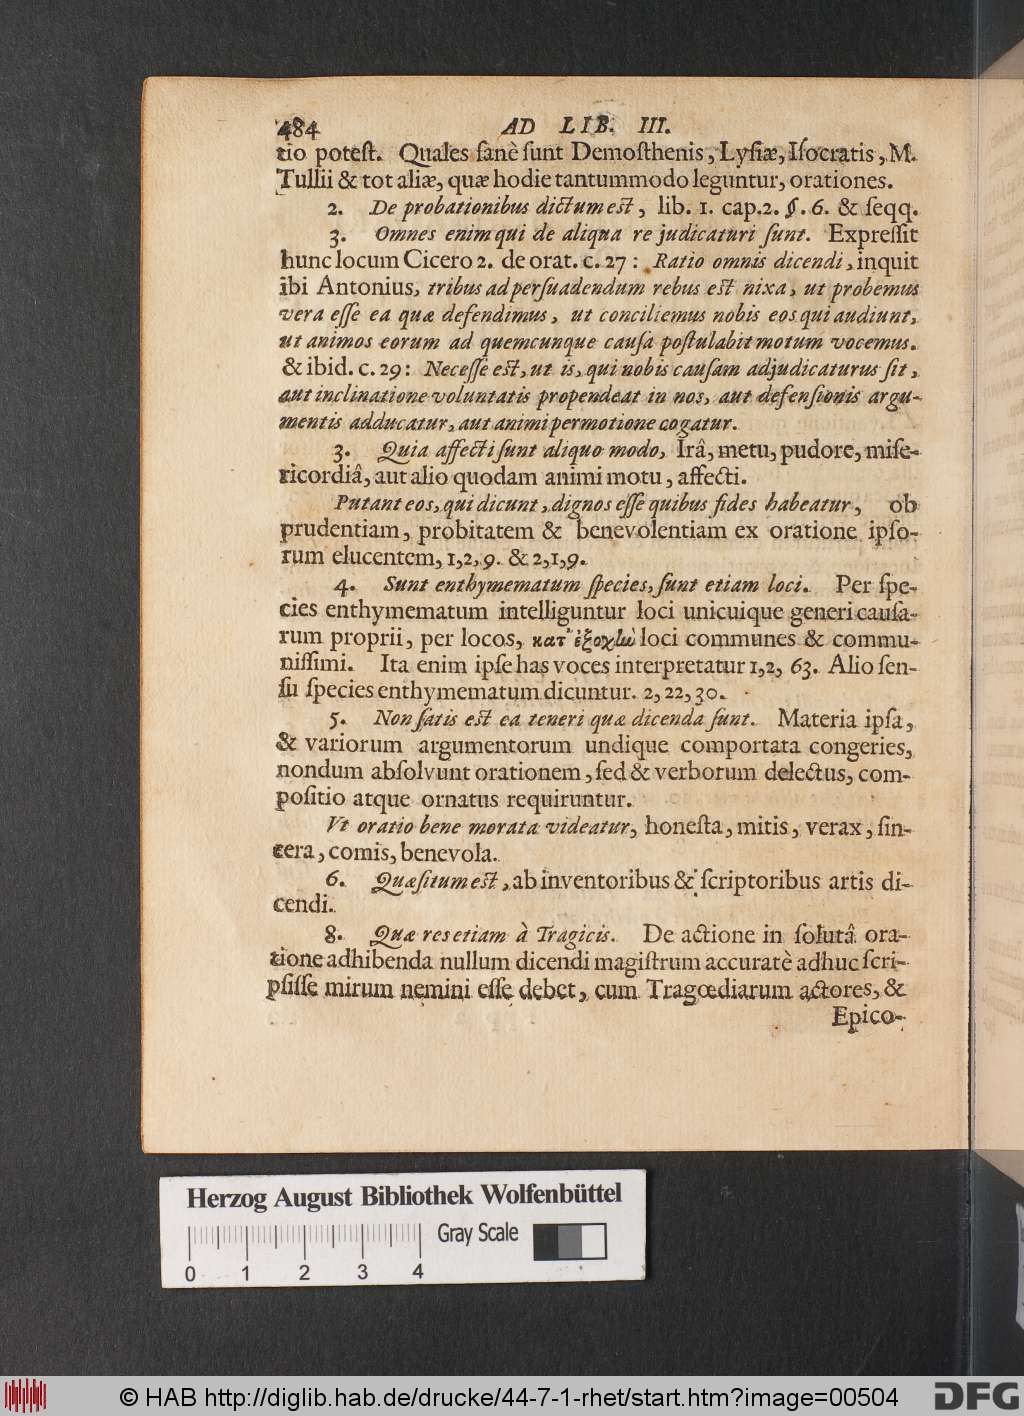 484 AD LIB. III.
tio potest. Quales sanè sunt Demosthenis, Lysiæ, Isocratis, M.
Tullii & tot aliæ, quæ hodie tantummodo leguntur, orationes.
2. De probationibus dictum est, lib. 1. cap. 2. §. 6. & seqq.
3. Omnes enim qui de aliqua re judicaturi sunt. Expressit
hunc locum Cicero 2. de orat. c. 27: Ratio omnis dicendi, inquit
ibi Antonius, tribus ad persuadendum rebus est nixa, ut probemus
vera esse ea quæ defendimus, ut conciliemus nobis eos qui audiunt,
ut animos eorum ad quemcunque causa postulabit motum vocemus.
& ibid. c. 29: Necesse est, ut is, qui nobis causam adjudicaturus sit,
aut inclinatione voluntatis propendeat in nos, aut defensionis argu-
mentis adducatur, aut animi permotione cogatur.
3. Quia affecti sunt aliquo modo, Irâ, metu, pudore, mise-
ricordiâ, aut alio quodam animi motu, affecti.
Putant eos, qui dicunt, dignos esse quibus fides habeatur, ob
prudentiam, probitatem & benevolentiam ex oratione ipso-
rum elucentem, 1, 2, 9. & 2, 1, 9.
4. Sunt enthymematum species, sunt etiam loci. Per spe-
cies enthymematum intelliguntur loci unicuique generi causa-
rum proprii, per locos, κατ' ἐξοχὴν loci communes & commu-
nissimi. Ita enim ipse has voces interpretatur 1, 2, 63. Alio sen-
su species enthymematum dicuntur. 2, 22, 30.
5. Non satis est ea teneri quæ dicenda sunt. Materia ipsa,
& variorum argumentorum undique comportata congeries,
nondum absolvunt orationem, sed & verborum delectus, com-
positio atque ornatus requiruntur.
Vt oratio bene morata videatur, honesta, mitis, verax, sin-
cera, comis, benevola.
6. Quæsitum est, ab inventoribus & scriptoribus artis di-
cendi.
8. Quæ res etiam à Tragicis. De actione in solutâ ora-
tione adhibenda nullum dicendi magistrum accuratè adhuc scri-
psisse mirum nemini esse debet, cum Tragœdiarum actores, &
Epico-
Herzog August Bibliothek Wolfenbüttel
Gray Scale
0 1 2 3 4
© HAB http://diglib.hab.de/drucke/44-7-1-rhet/start.htm?image=00504
DFG